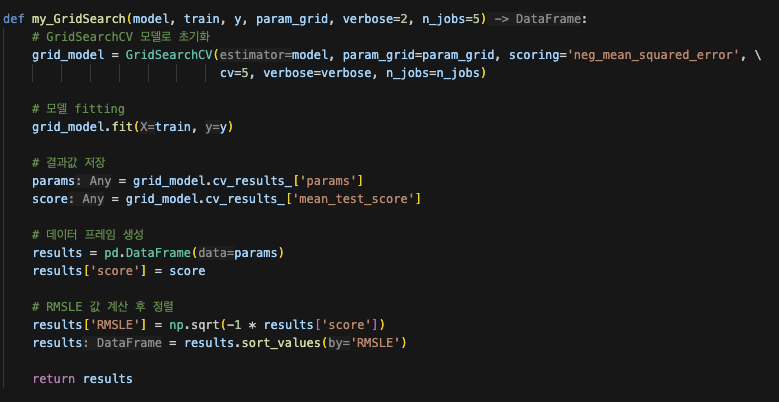 def my_GridSearch(model, train, y, param_grid, verbose=2, n_jobs=5) -> DataFrame:
# GridSearchCV 모델로 초기화
grid_model = GridSearchCV(estimator=model, param_grid=param_grid, scoring='neg_mean_squared_error', \
cv=5, verbose=verbose, n_jobs=n_jobs)
# 모델 fitting
grid_model.fit(X=train, y=y)
# 결과값 저장
params: Any = grid_model.cv_results_['params']
score: Any = grid_model.cv_results_['mean_test_score']
# 데이터 프레임 생성
results = pd.DataFrame(data=params)
results['score'] = score
# RMSLE 값 계산 후 정렬
results['RMSLE'] = np.sqrt(-1 * results['score'])
results: DataFrame = results.sort_values(by='RMSLE')
return results